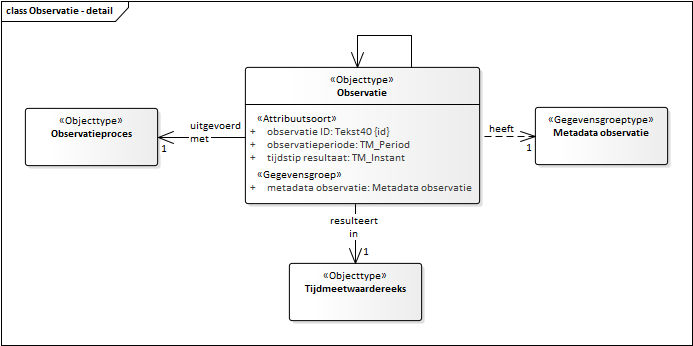 class Observatie - detail
«Objecttype»
Observatie
«Attribuutsoort»
+ observatie ID: Tekst40 {id}
+ observatieperiode: TM_Period
+ tijdstip resultaat: TM_Instant
«Gegevensgroep»
+ metadata observatie: Metadata observatie
«Objecttype»
Observatieproces
uitgevoerd
met
1
heeft
1
«Gegevensgroeptype»
Metadata observatie
resulteert
in
1
«Objecttype»
Tijdmeetwaardereeks